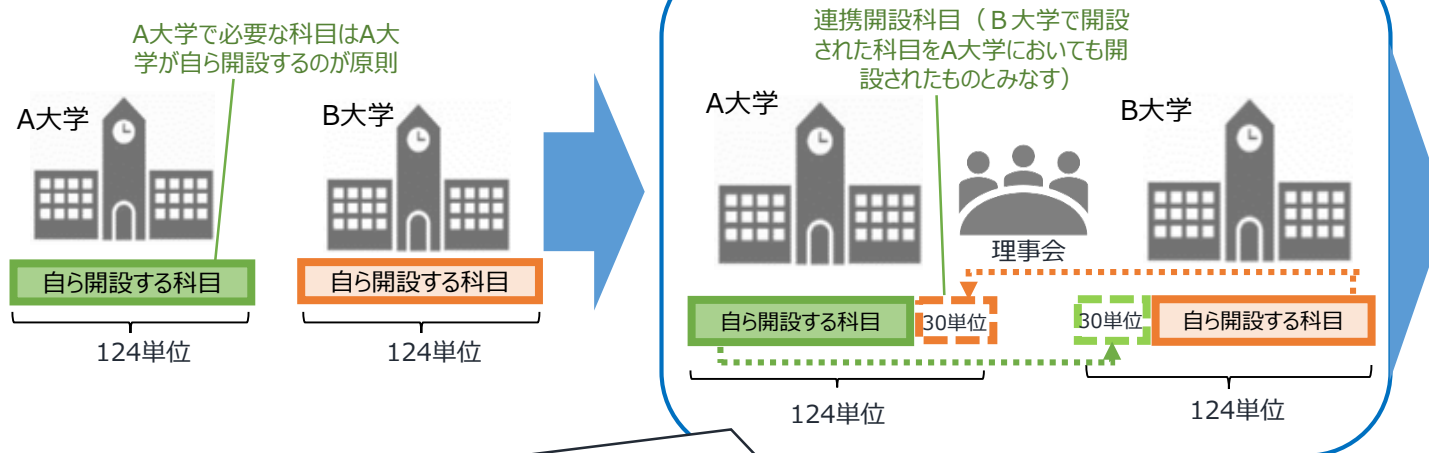 A大学で必要な科目はA大
学が自ら開設するのが原則
A大学
B大学
自ら開設する科目
自ら開設する科目
124単位
124単位
連携開設科目（B大学で開設
された科目をA大学においても開
設されたものとみなす）
A大学
B大学
理事会
自ら開設する科目
30単位
30単位
自ら開設する科目
124単位
124単位